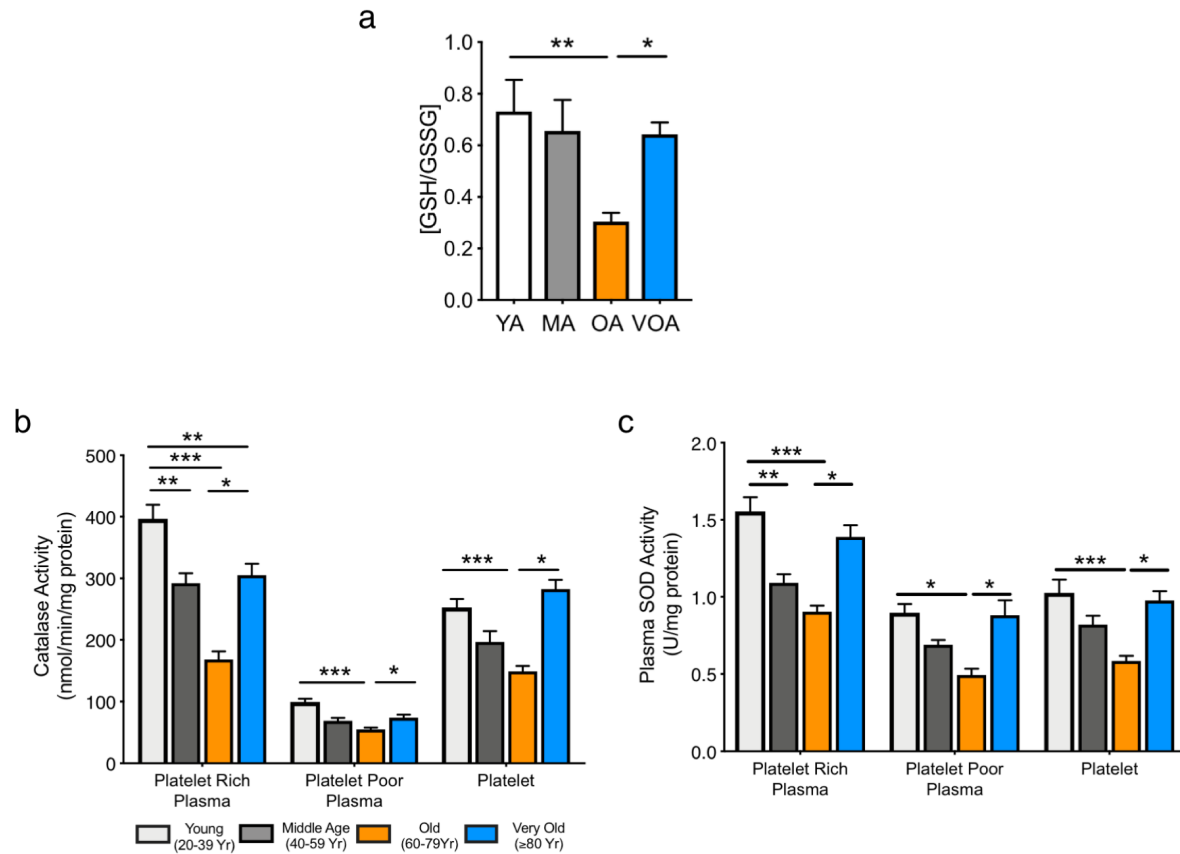 a
** *
1.0
0.8
0.6
0.4
0.2
0.0
[GSH/GSSG]
YA MA OA VOA
b
**
***
** *
*** *
*** *
500
400
300
200
100
0
Catalase Activity
(nmol/min/mg protein)
Platelet Rich
Plasma
Platelet Poor
Plasma
Platelet
c
***
** *
* *
*** *
2.0
1.5
1.0
0.5
0.0
Plasma SOD Activity
(U/mg protein)
Platelet Rich
Plasma
Platelet Poor
Plasma
Platelet
Young
(20-39 Yr)
Middle Age
(40-59 Yr)
Old
(60-79Yr)
Very Old
(≥80 Yr)